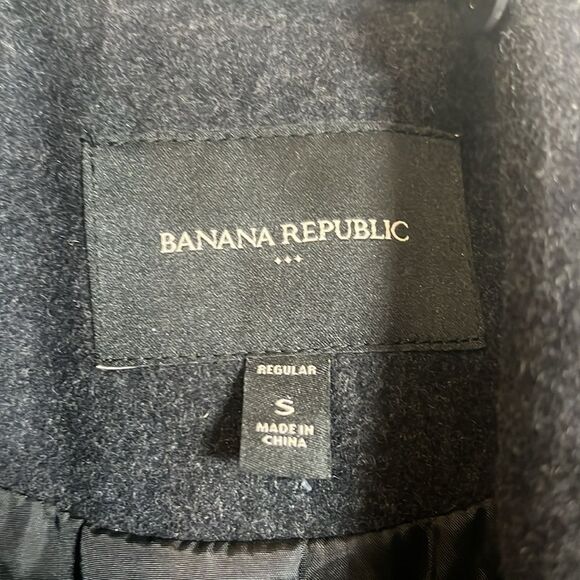 BANANA REPUBLIC
REGULAR
S
MADE IN
CHINA